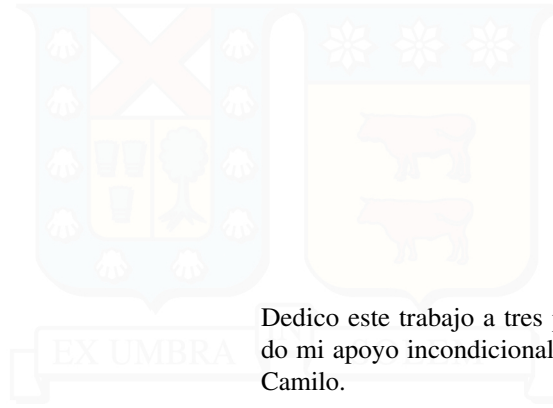 Dedico este trabajo a tres
do mi apoyo incondicional
Camilo.
EX UMBRA